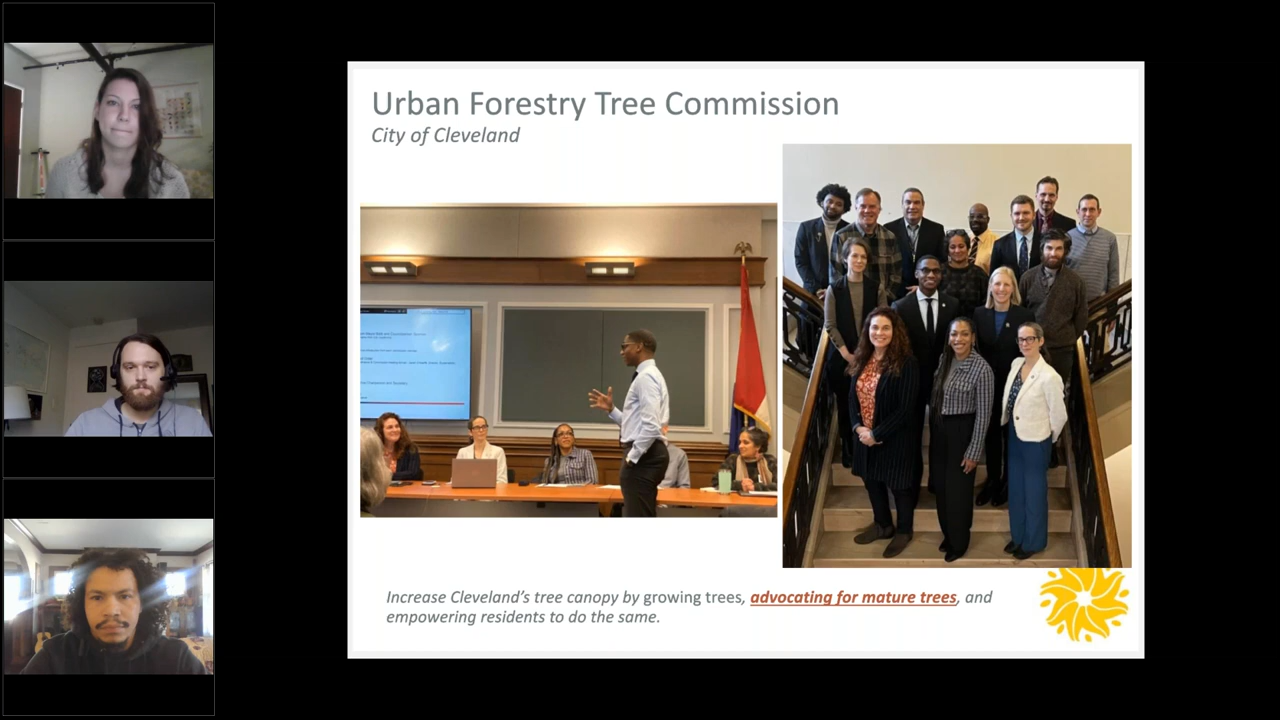 Urban Forestry Tree Commission
City of Cleveland
Increase Cleveland's tree canopy by growing trees, advocating for mature trees, and
empowering residents to do the same.